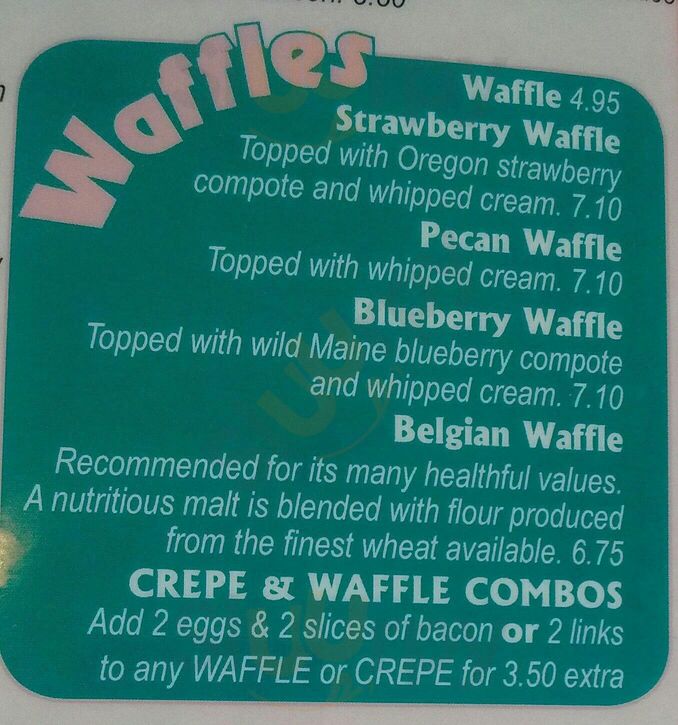 Waffles
Waffle 4.95
Strawberry Waffle
Topped with Oregon strawberry
compote and whipped cream. 7.10
Pecan Waffle
Topped with whipped cream. 7.10
Blueberry Waffle
Topped with wild Maine blueberry compote
and whipped cream. 7.10
Belgian Waffle
Recommended for its many healthful values.
A nutritious malt is blended with flour produced
from the finest wheat available. 6.75
CREPE & WAFFLE COMBOS
Add 2 eggs & 2 slices of bacon or 2 links
to any WAFFLE or CREPE for 3.50 extra